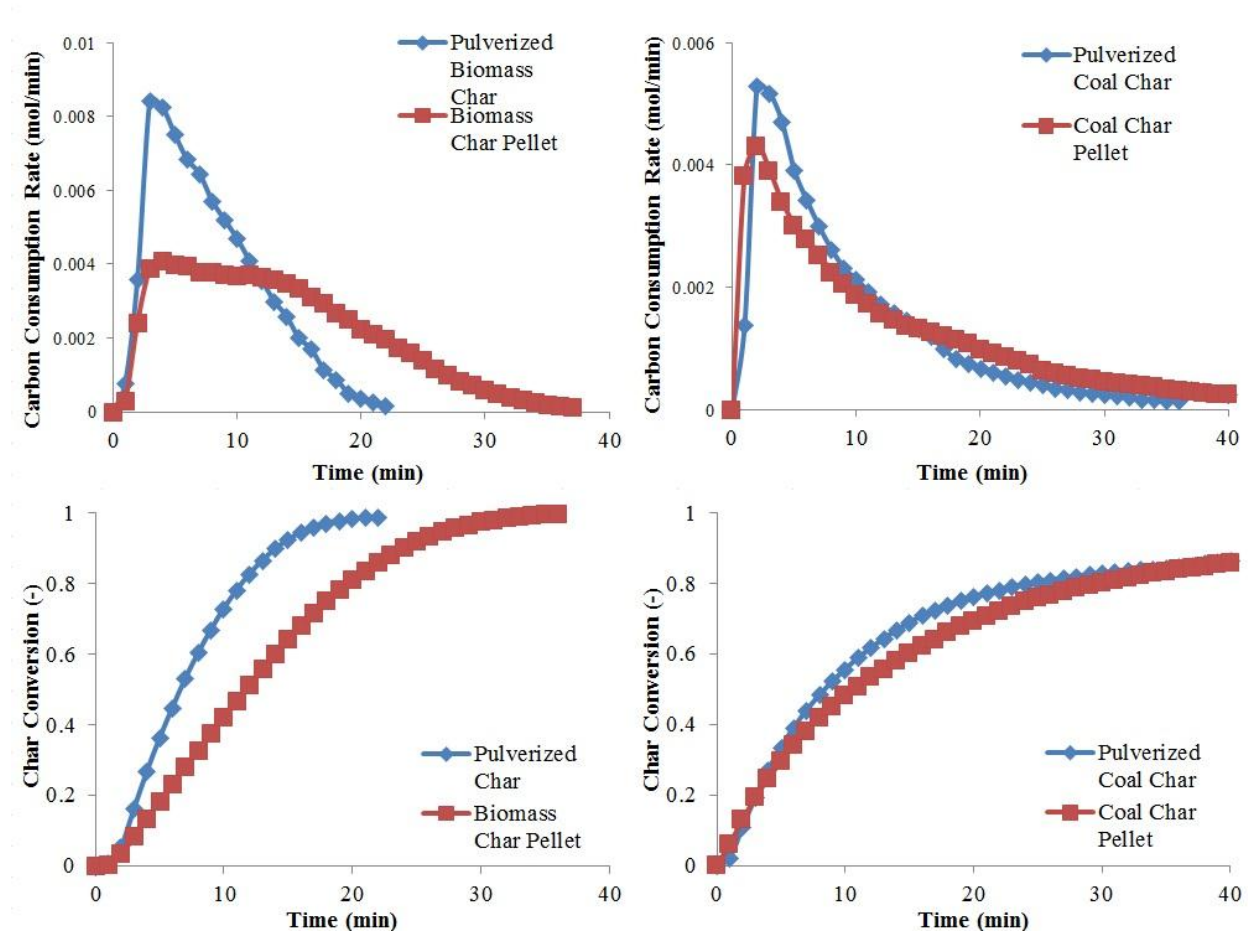 Carbon Consumption Rate (mol/min)
0.01
0.008
0.006
0.004
0.002
0
0 10 20 30 40
Time (min)
Pulverized
Biomass
Char
Biomass
Char Pellet
Carbon Consumption Rate (mol/min)
0.006
0.004
0.002
0
0 10 20 30 40
Time (min)
Pulverized
Coal Char
Coal Char
Pellet
Char Conversion (-)
1
0.8
0.6
0.4
0.2
0
0 10 20 30 40
Time (min)
Pulverized
Char
Biomass
Char Pellet
Char Conversion (-)
1
0.8
0.6
0.4
0.2
0
0 10 20 30 40
Time (min)
Pulverized
Coal Char
Coal Char
Pellet